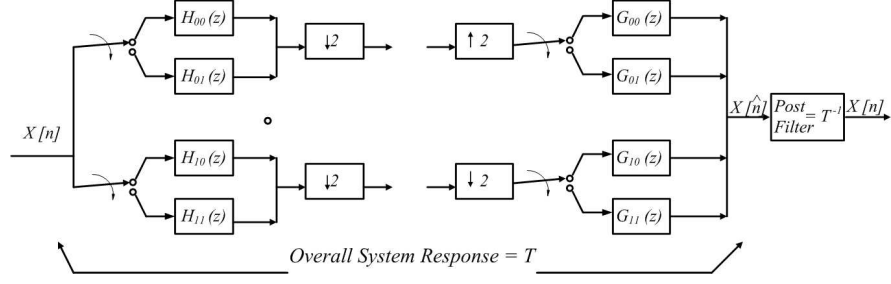 H00(z)
↓2
↑ 2
G00(z)
H01(z)
G01(z)
X [n]
X [n̂]
Post Filter = T-1
X [n]
H10(z)
↓2
↓ 2
G10(z)
H11(z)
G11(z)
Overall System Response = T